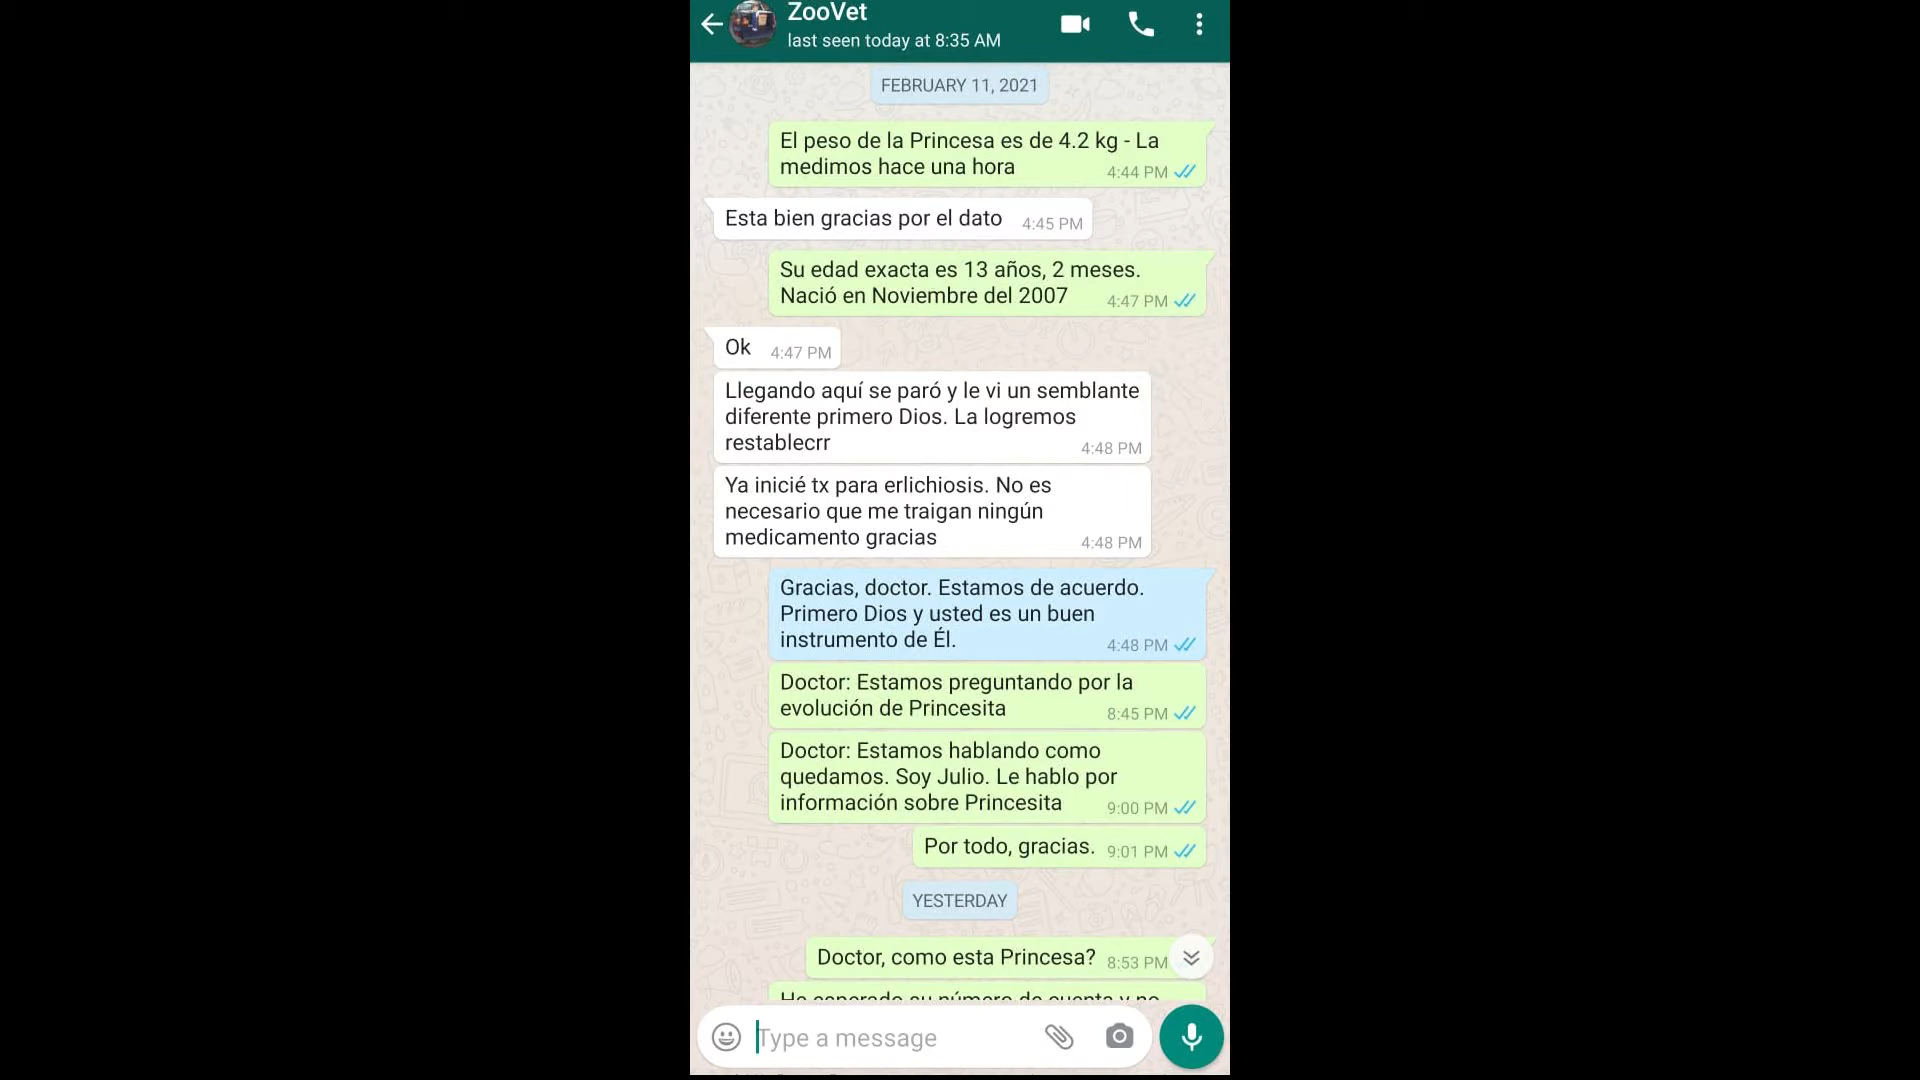 ZooVet
last seen today at 8:35 AM
FEBRUARY 11, 2021
El peso de la Princesa es de 4.2 kg - La
medimos hace una hora 4:44 PM
Esta bien gracias por el dato 4:45 PM
Su edad exacta es 13 años, 2 meses.
Nació en Noviembre del 2007 4:47 PM
Ok 4:47 PM
Llegando aquí se paró y le vi un semblante
diferente primero Dios. La logremos
restablecrr 4:48 PM
Ya inicié tx para erlichiosis. No es
necesario que me traigan ningún
medicamento gracias 4:48 PM
Gracias, doctor. Estamos de acuerdo.
Primero Dios y usted es un buen
instrumento de Él. 4:48 PM
Doctor: Estamos preguntando por la
evolución de Princesita 8:45 PM
Doctor: Estamos hablando como
quedamos. Soy Julio. Le hablo por
información sobre Princesita 9:00 PM
Por todo, gracias. 9:01 PM
YESTERDAY
Doctor, como esta Princesa? 8:53 PM
He esperado su número de cuenta y no
Type a message